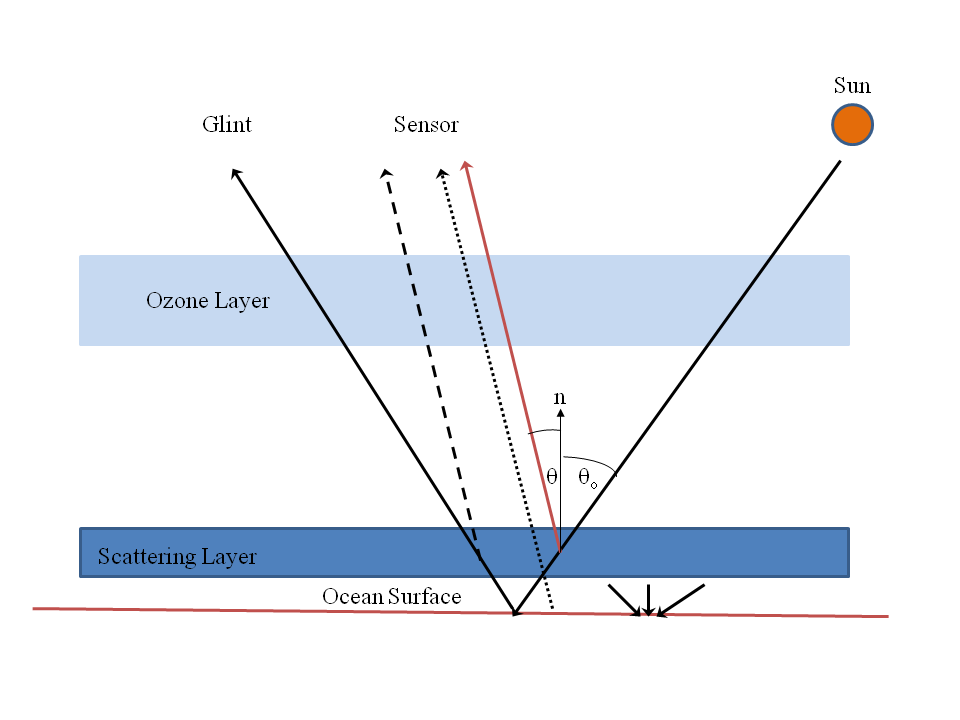 Sun
Glint
Sensor
Ozone Layer
n
θ
θo
Scattering Layer
Ocean Surface